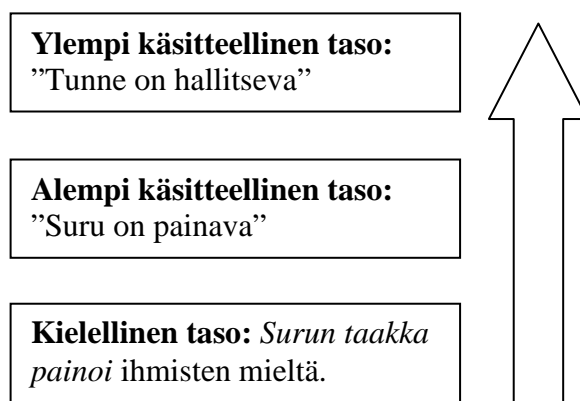 Ylempi käsitteellinen taso:
”Tunne on hallitseva”
Alempi käsitteellinen taso:
”Suru on painava”
Kielellinen taso: Surun taakka
painoi ihmisten mieltä.